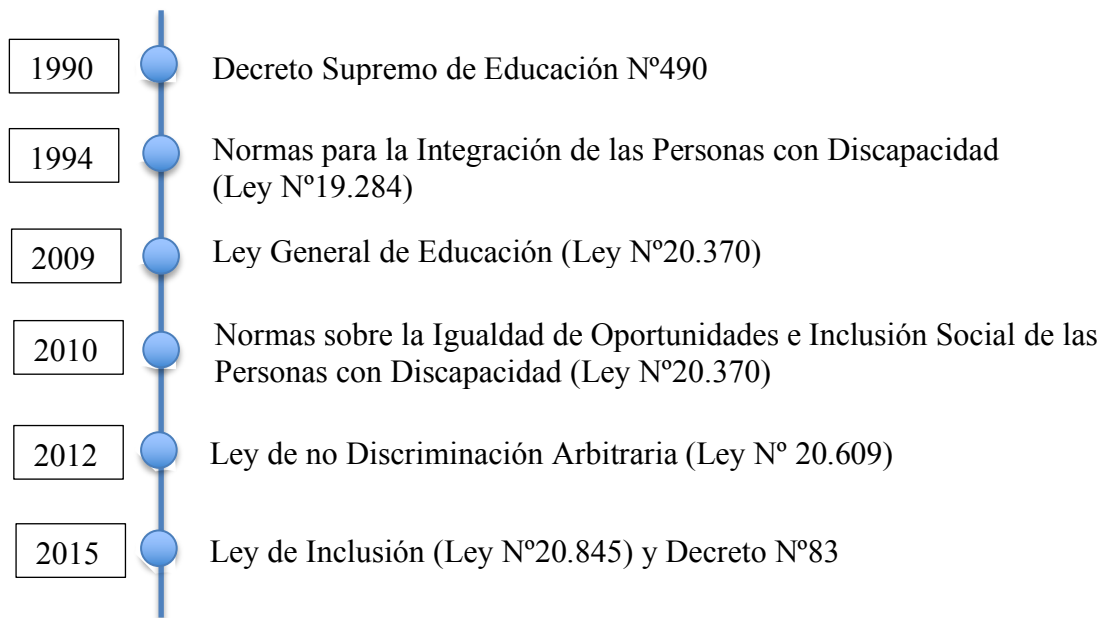 1990
Decreto Supremo de Educación Nº490
1994
Normas para la Integración de las Personas con Discapacidad
(Ley Nº19.284)
2009
Ley General de Educación (Ley Nº20.370)
2010
Normas sobre la Igualdad de Oportunidades e Inclusión Social de las
Personas con Discapacidad (Ley Nº20.370)
2012
Ley de no Discriminación Arbitraria (Ley Nº 20.609)
2015
Ley de Inclusión (Ley Nº20.845) y Decreto Nº83